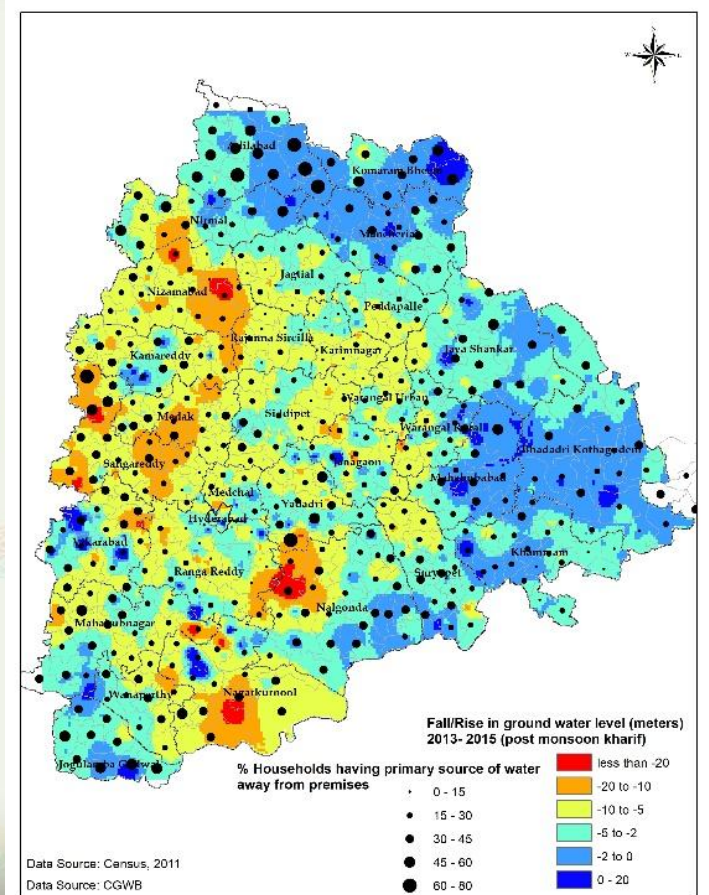 N
W
E
S
Adilabad
Komaram Bheem
Mancherial
Nirmal
Jagtial
Nizamabad
Peddapalle
Rajanna Sircilla
Jaya Shankar
Kamareddy
Karimnagar
Warangal Urban
Medak
Siddipet
Warangal Rural
Bhadadri Kothagudem
Sangareddy
Janagaon
Mahabubabad
Medchal
Yadadri
Hyderabad
Vikarabad
Khammam
Ranga Reddy
Suryapet
Nalgonda
Mahabubnagar
Wanaparthy
Nagarkurnool
Jogulamba Gadwal
Fall/Rise in ground water level (meters)
2013- 2015 (post monsoon kharif)
less than -20
-20 to -10
-10 to -5
-5 to -2
-2 to 0
0 - 20
% Households having primary source of water
away from premises
0 - 15
15 - 30
30 - 45
45 - 60
60 - 80
Data Source: Census, 2011
Data Source: CGWB